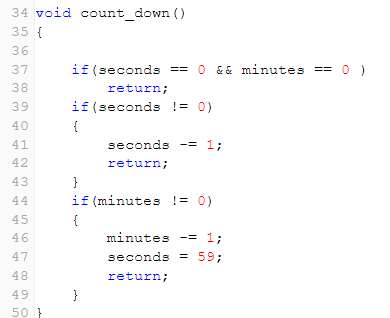 34 void count_down()
35 {
36
37     if(seconds == 0 && minutes == 0 )
38         return;
39     if(seconds != 0)
40     {
41         seconds -= 1;
42         return;
43     }
44     if(minutes != 0)
45     {
46         minutes -= 1;
47         seconds = 59;
48         return;
49     }
50 }